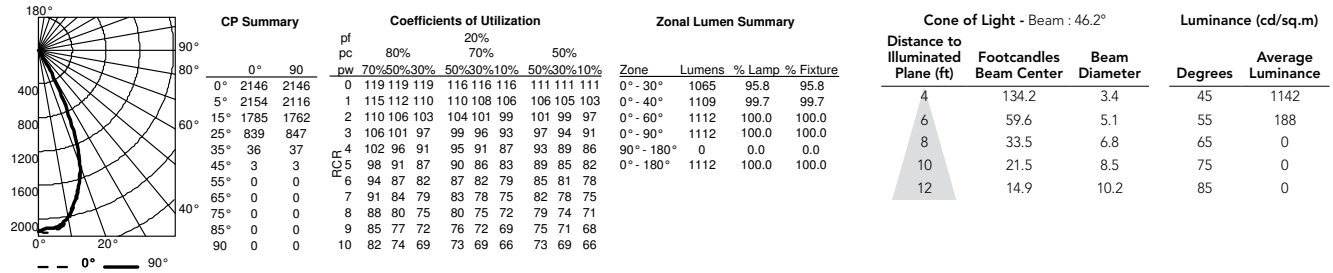 180°
90°
80°
60°
40°
400
800
1200
1600
2000
0° 20°
0° 90°
CP Summary
0° 90
0° 2146 2146
5° 2154 2116
15° 1785 1762
25° 839 847
35° 36 37
45° 3 3
55° 0 0
65° 0 0
75° 0 0
85° 0 0
90 0 0
Coefficients of Utilization
pf 20%
pc 80% 70% 50%
pw 70%50%30% 50%30%10% 50%30%10%
RCR
0 119 119 119 116 116 116 111 111 111
1 115 112 110 110 108 106 106 105 103
2 110 106 103 104 101 99 101 99 97
3 106 101 97 99 96 93 97 94 91
4 102 96 91 95 91 87 93 89 86
5 98 91 87 90 86 83 89 85 82
6 94 87 82 87 82 79 85 81 78
7 91 84 79 83 78 75 82 78 75
8 88 80 75 80 75 72 79 74 71
9 85 77 72 76 72 69 75 71 68
10 82 74 69 73 69 66 73 69 66
Zonal Lumen Summary
Zone Lumens % Lamp % Fixture
0° - 30° 1065 95.8 95.8
0° - 40° 1109 99.7 99.7
0° - 60° 1112 100.0 100.0
0° - 90° 1112 100.0 100.0
90° - 180° 0 0.0 0.0
0° - 180° 1112 100.0 100.0
Cone of Light - Beam : 46.2°
Distance to
Illuminated
Plane (ft)
Footcandles
Beam Center
Beam
Diameter
4 134.2 3.4
6 59.6 5.1
8 33.5 6.8
10 21.5 8.5
12 14.9 10.2
Luminance (cd/sq.m)
Degrees
Average
Luminance
45 1142
55 188
65 0
75 0
85 0